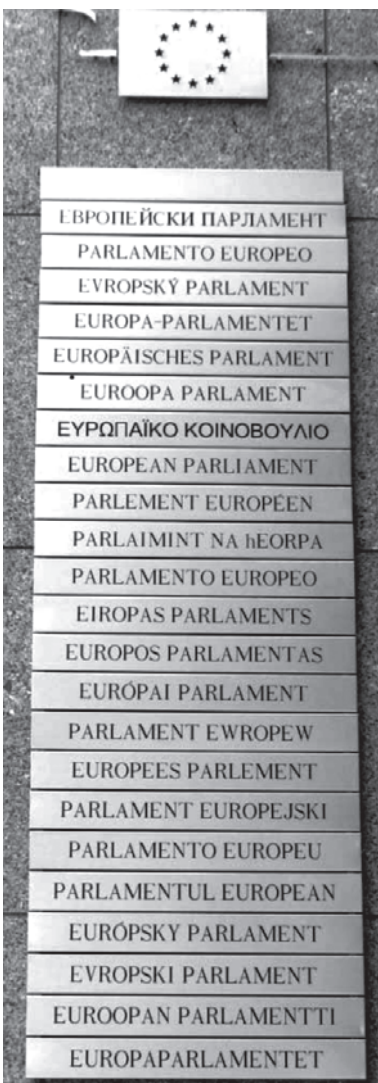 ЕВРОПЕЙСКИ ПАРЛАМЕНТ
PARLAMENTO EUROPEO
EVROPSKÝ PARLAMENT
EUROPA-PARLAMENTET
EUROPÄISCHES PARLAMENT
EUROOPA PARLAMENT
ΕΥΡΩΠΑΪΚΟ ΚΟΙΝΟΒΟΥΛΙΟ
EUROPEAN PARLIAMENT
PARLEMENT EUROPÉEN
PARLAIMINT NA hEORPA
PARLAMENTO EUROPEO
EIROPAS PARLAMENTS
EUROPOS PARLAMENTAS
EURÓPAI PARLAMENT
PARLAMENT EWROPEW
EUROPEES PARLEMENT
PARLAMENT EUROPEJSKI
PARLAMENTO EUROPEU
PARLAMENTUL EUROPEAN
EURÓPSKY PARLAMENT
EVROPSKI PARLAMENT
EUROOPAN PARLAMENTTI
EUROPAPARLAMENTET